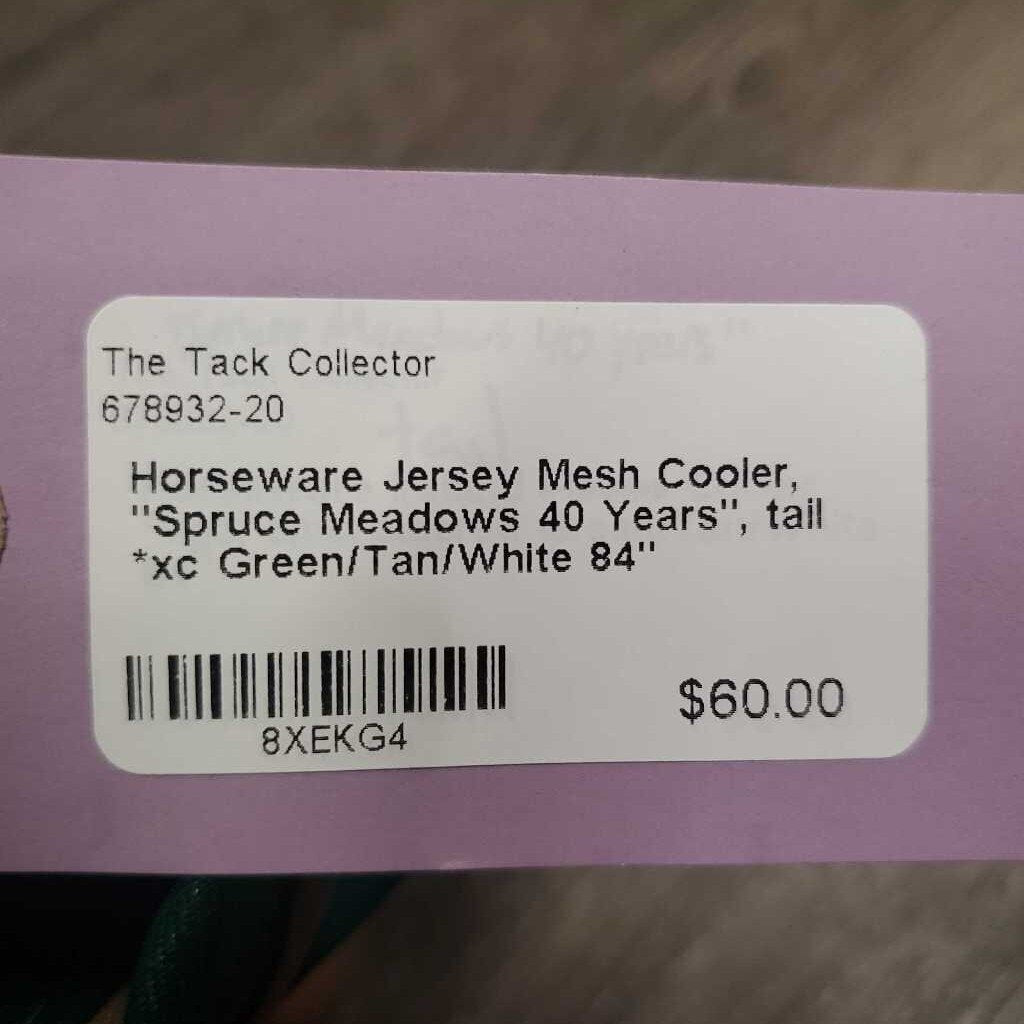 The Tack Collector
678932-20
Horseware Jersey Mesh Cooler,
"Spruce Meadows 40 Years", tail
*xc Green/Tan/White 84"
8XEKG4
$60.00